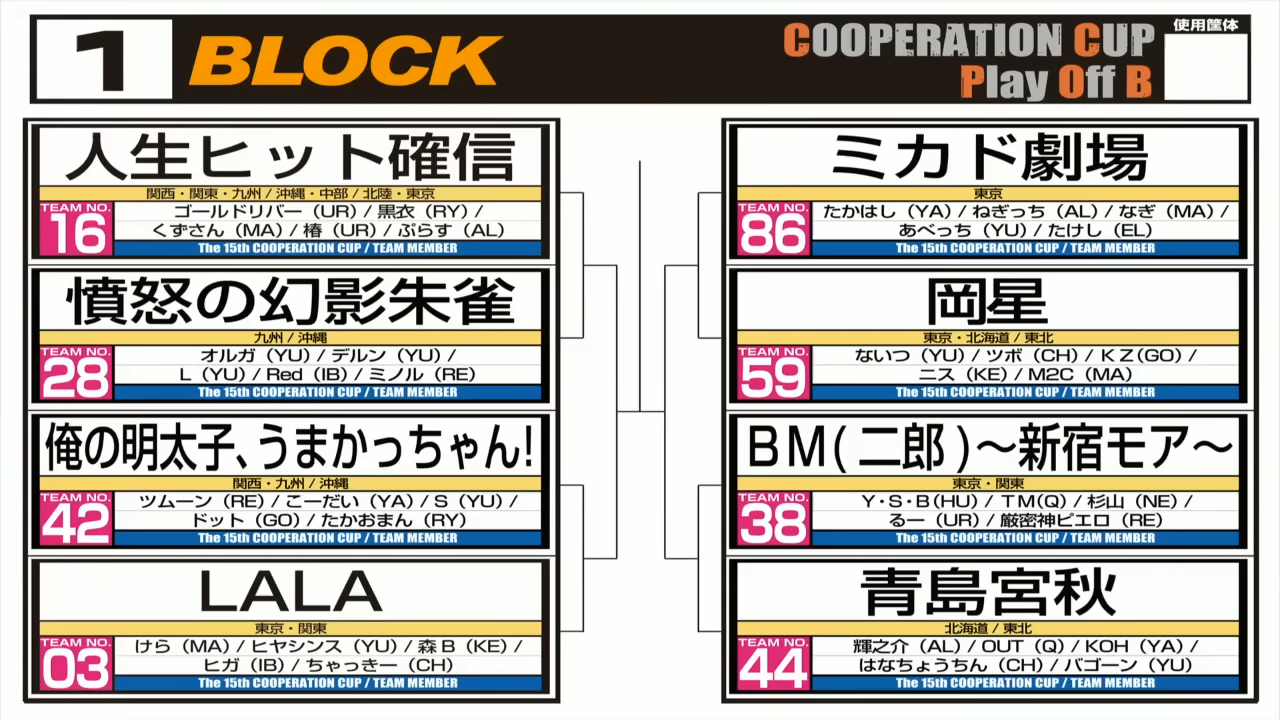 1 BLOCK
COOPERATION CUP
Play Off B
使用筐体
人生ヒット確信
関西・関東・九州 / 沖縄・中部 / 北陸・東京
TEAM NO.
16
ゴールドリバー（UR）/ 黒衣（RY）/
くずさん（MA）/ 椿（UR）/ ぷらす（AL）
The 15th COOPERATION CUP / TEAM MEMBER
憤怒の幻影朱雀
九州 / 沖縄
TEAM NO.
28
オルガ（YU）/ デルン（YU）/
L（YU）/ Red（IB）/ ミノル（RE）
The 15th COOPERATION CUP / TEAM MEMBER
俺の明太子、うまかっちゃん!
関西・九州 / 沖縄
TEAM NO.
42
ツムーン（RE）/ こーだい（YA）/ S（YU）/
ドット（GO）/ たかおまん（RY）
The 15th COOPERATION CUP / TEAM MEMBER
LALA
東京・関東
TEAM NO.
03
けら（MA）/ ヒヤシンス（YU）/ 森B（KE）/
ヒガ（IB）/ ちゃっきー（CH）
The 15th COOPERATION CUP / TEAM MEMBER
ミカド劇場
東京
TEAM NO.
86
たかはし（YA）/ ねぎっち（AL）/ なぎ（MA）/
あべっち（YU）/ たけし（EL）
The 15th COOPERATION CUP / TEAM MEMBER
岡星
東京・北海道 / 東北
TEAM NO.
59
ないつ（YU）/ ツボ（CH）/ ＫＺ(GO) /
ニス（KE）/ M2C（MA）
The 15th COOPERATION CUP / TEAM MEMBER
ＢＭ(二郎)～新宿モア～
東京・関東
TEAM NO.
38
Ｙ・Ｓ・Ｂ(HU) / ＴＭ(Q) / 杉山（NE）/
るー（UR）/ 厳密神ピエロ（RE）
The 15th COOPERATION CUP / TEAM MEMBER
青島宮秋
北海道 / 東北
TEAM NO.
44
輝之介（AL）/ OUT（Q）/ KOH（YA）/
はなちょうちん（CH）/ バゴーン（YU）
The 15th COOPERATION CUP / TEAM MEMBER